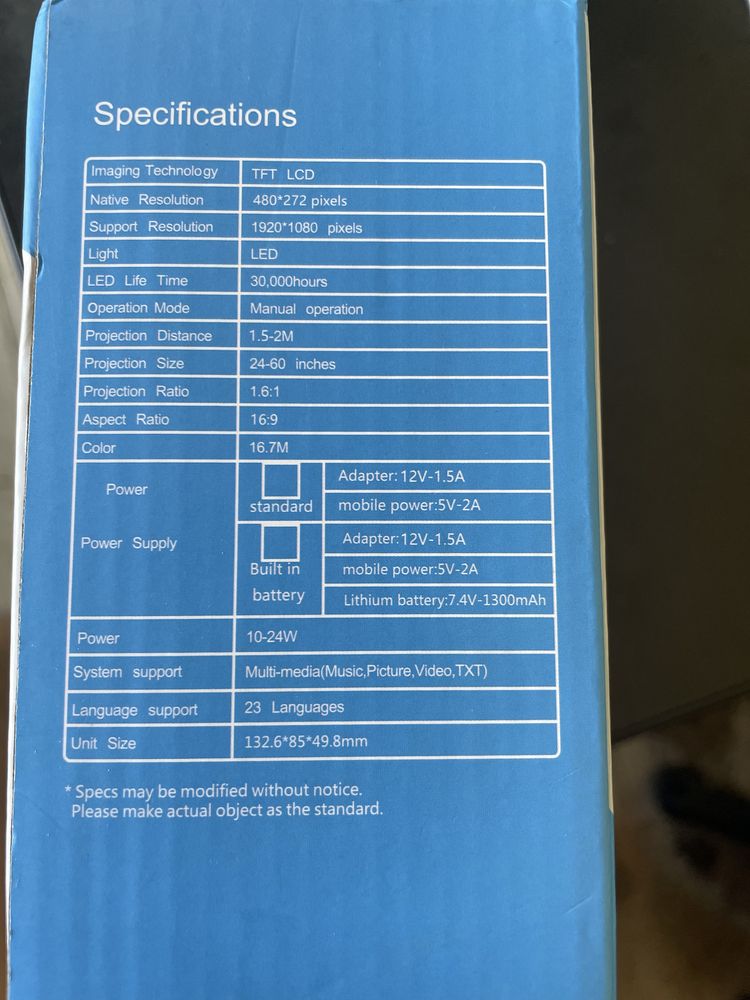 Specifications
Imaging Technology TFT LCD
Native Resolution 480*272 pixels
Support Resolution 1920*1080 pixels
Light LED
LED Life Time 30,000hours
Operation Mode Manual operation
Projection Distance 1.5-2M
Projection Size 24-60 inches
Projection Ratio 1.6:1
Aspect Ratio 16:9
Color 16.7M
Power
Power Supply
standard
Adapter:12V-1.5A
mobile power:5V-2A
Built in
battery
Adapter:12V-1.5A
mobile power:5V-2A
Lithium battery:7.4V-1300mAh
Power 10-24W
System support Multi-media(Music,Picture,Video,TXT)
Language support 23 Languages
Unit Size 132.6*85*49.8mm
* Specs may be modified without notice.
Please make actual object as the standard.